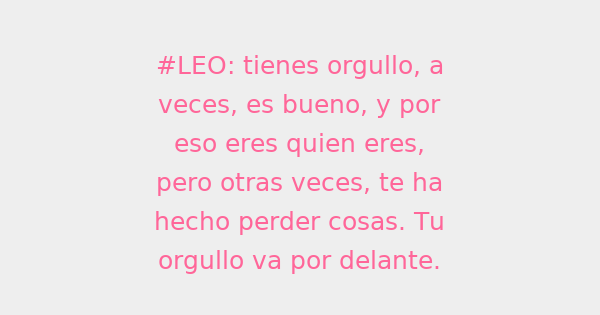 #LEO: tienes orgullo, a
veces, es bueno, y por
eso eres quien eres,
pero otras veces, te ha
hecho perder cosas. Tu
orgullo va por delante.